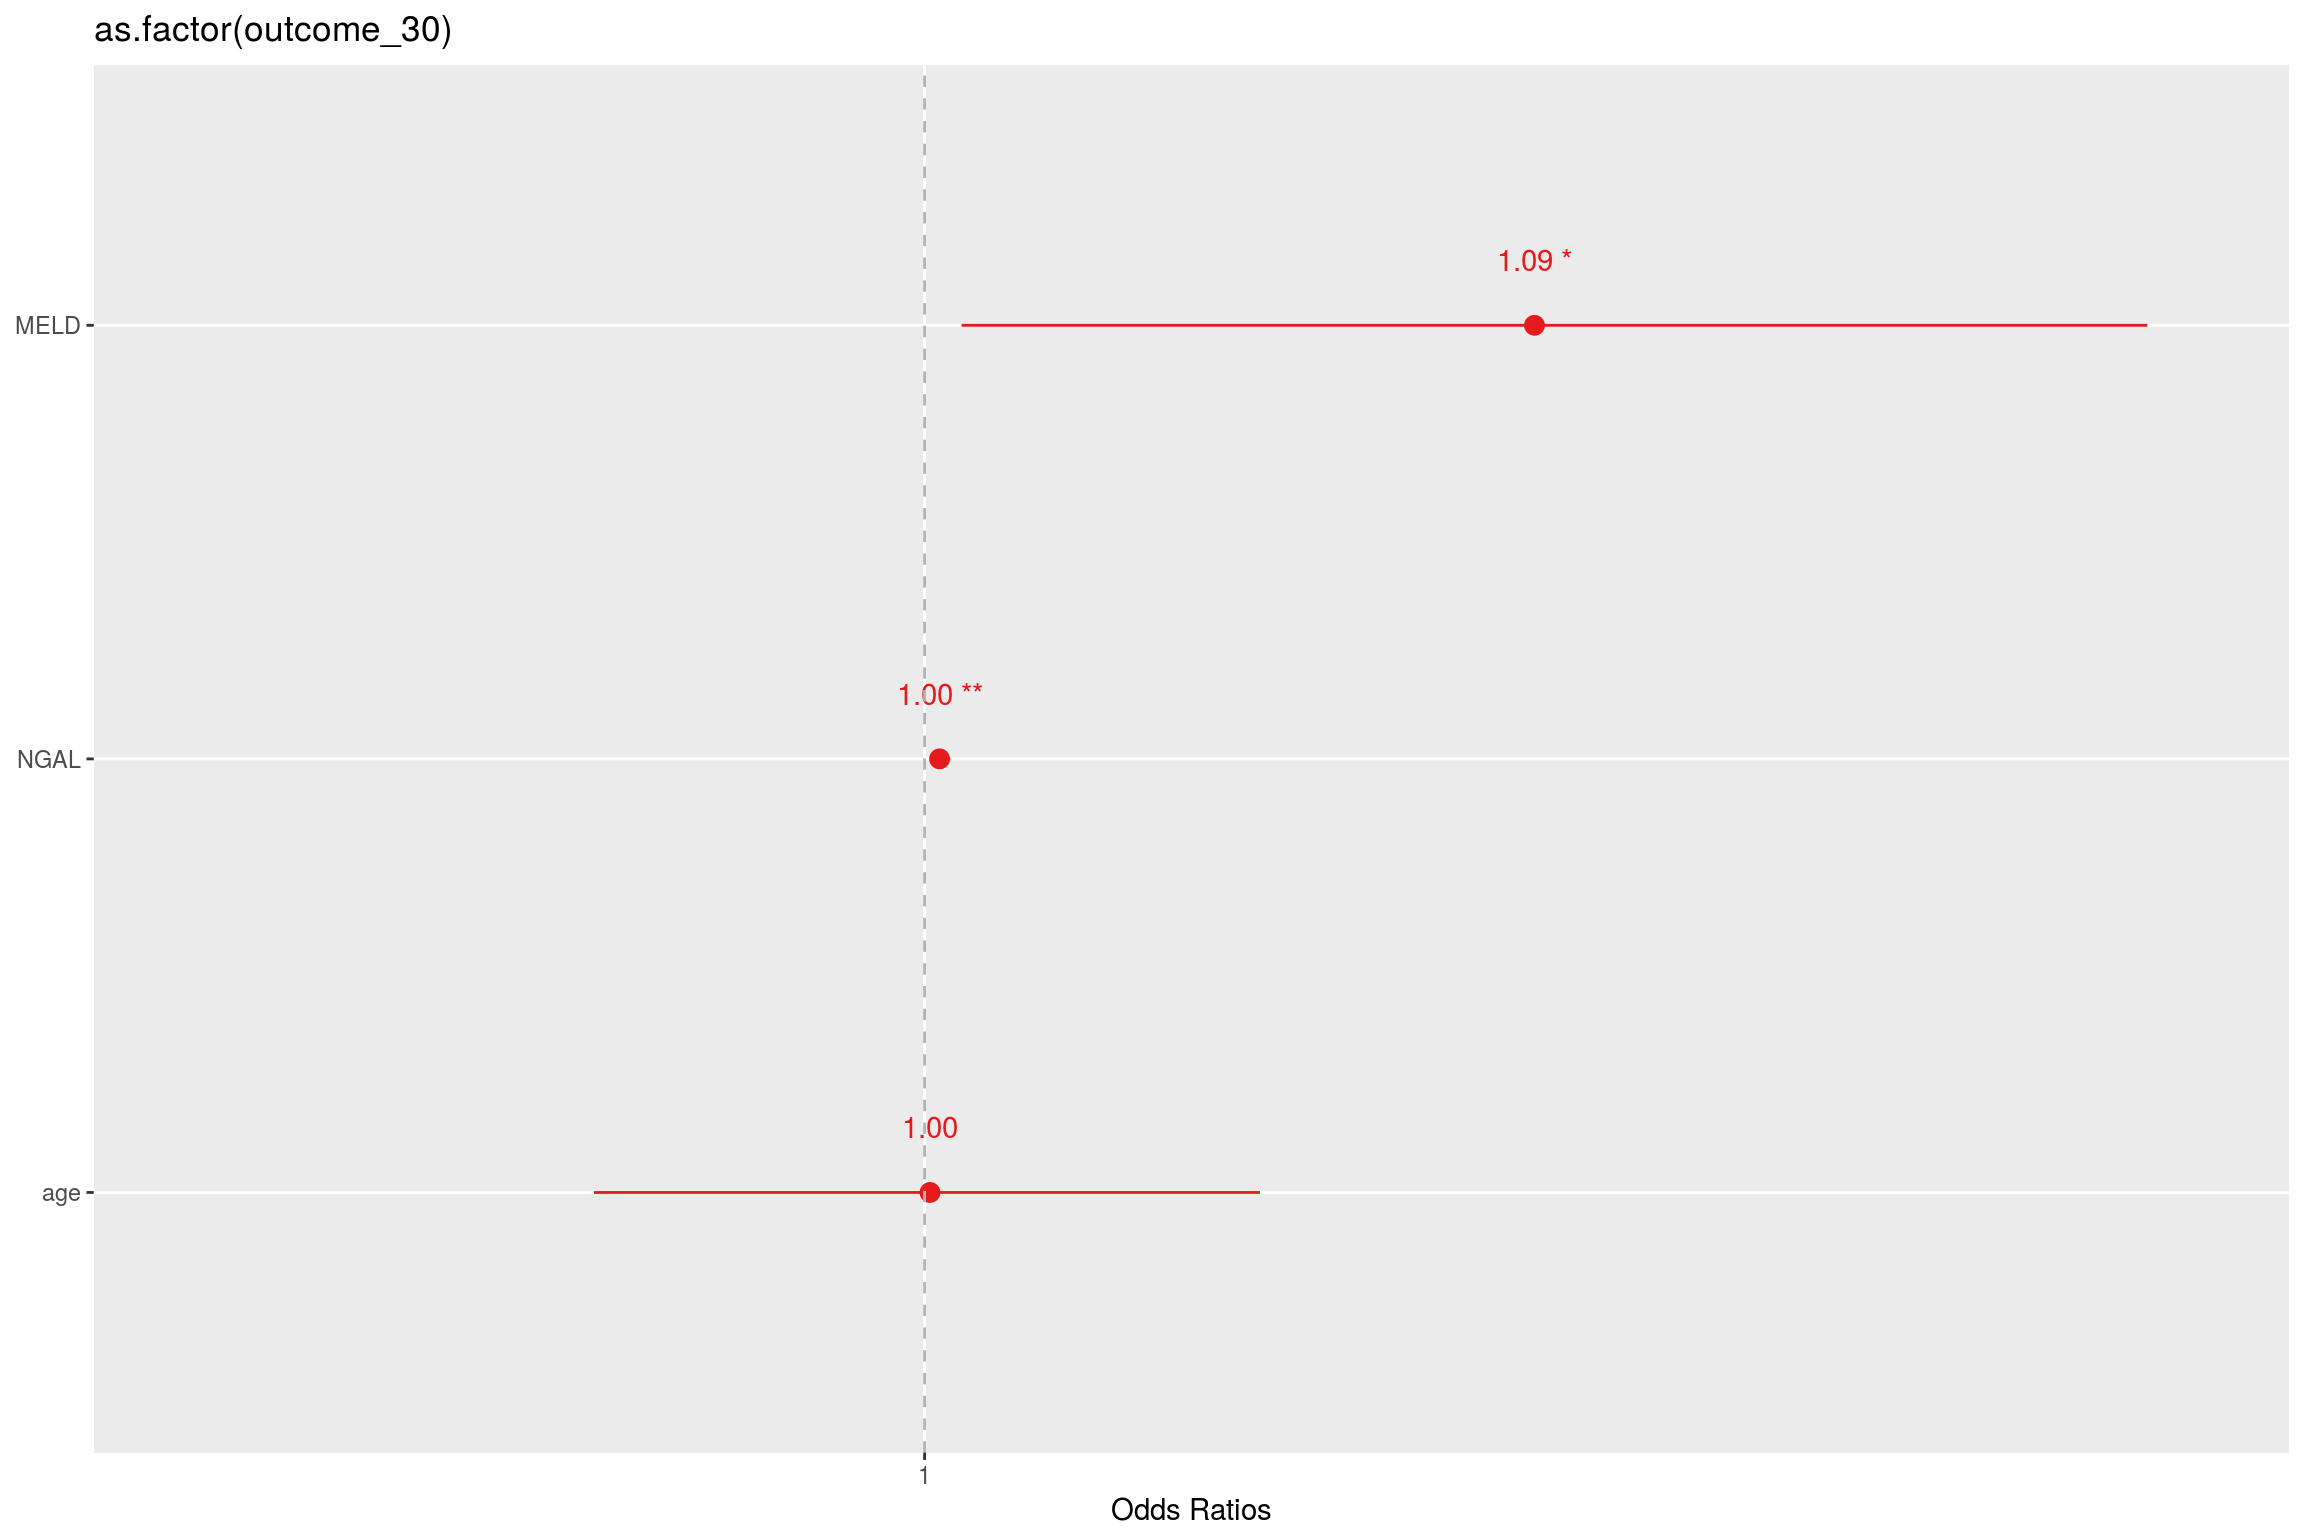 as.factor(outcome_30)
1.09 *
MELD
1.00 **
NGAL
1.00
age
1
Odds Ratios